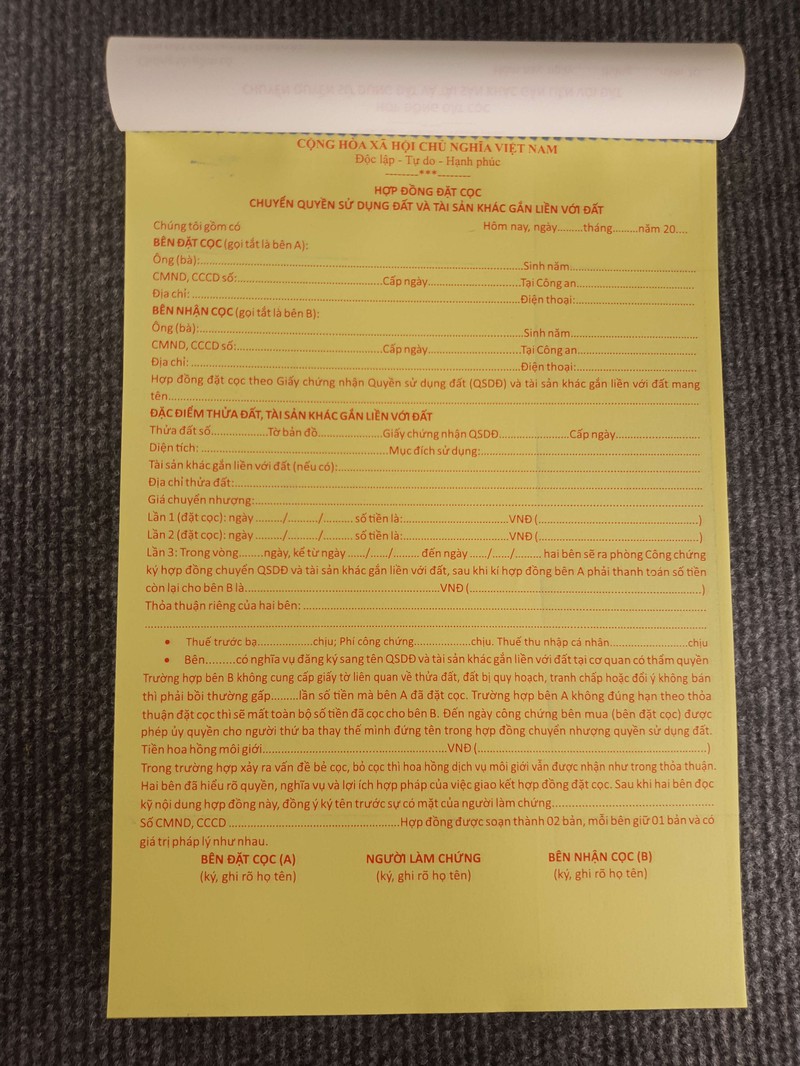 CỘNG HÒA XÃ HỘI CHỦ NGHĨA VIỆT NAM
Độc lập - Tự do - Hạnh phúc
--------***--------
HỢP ĐỒNG ĐẶT CỌC
CHUYỂN QUYỀN SỬ DỤNG ĐẤT VÀ TÀI SẢN KHÁC GẮN LIỀN VỚI ĐẤT
Chúng tôi gồm có Hôm nay, ngày.........tháng.........năm 20....
BÊN ĐẶT CỌC (gọi tắt là bên A):
Ông (bà):..........................................Sinh năm....................
CMND, CCCD số:....................Cấp ngày....................Tại Công an....................
Địa chỉ: ..........................................Điện thoại:....................
BÊN NHẬN CỌC (gọi tắt là bên B):
Ông (bà):..........................................Sinh năm....................
CMND, CCCD số:....................Cấp ngày....................Tại Công an....................
Địa chỉ: ..........................................Điện thoại:....................
Hợp đồng đặt cọc theo Giấy chứng nhận Quyền sử dụng đất (QSDĐ) và tài sản khác gắn liền với đất mang
tên....................
ĐẶC ĐIỂM THỬA ĐẤT, TÀI SẢN KHÁC GẮN LIỀN VỚI ĐẤT
Thửa đất số..................Tờ bản đồ....................Giấy chứng nhận QSDĐ......................Cấp ngày....................
Diện tích: ..............................Mục đích sử dụng:..............................
Tài sản khác gắn liền với đất (nếu có):..............................
Địa chỉ thửa đất:..............................
Giá chuyển nhượng:..............................
Lần 1 (đặt cọc): ngày ........./........../.......... số tiền là:..............................VNĐ (..............................)
Lần 2 (đặt cọc): ngày ........./........../.......... số tiền là:..............................VNĐ (..............................)
Lần 3: Trong vòng........ngày, kể từ ngày ....../....../......... đến ngày ....../....../......... hai bên sẽ ra phòng Công chứng
ký hợp đồng chuyển QSDĐ và tài sản khác gắn liền với đất, sau khi kí hợp đồng bên A phải thanh toán số tiền
còn lại cho bên B là..............................VNĐ (..............................)
Thỏa thuận riêng của hai bên: ..............................
..............................
• Thuế trước bạ..................chịu; Phí công chứng..................chịu. Thuế thu nhập cá nhân........................chịu
• Bên.........có nghĩa vụ đăng ký sang tên QSDĐ và tài sản khác gắn liền với đất tại cơ quan có thẩm quyền
Trường hợp bên B không cung cấp giấy tờ liên quan về thửa đất, đất bị quy hoạch, tranh chấp hoặc đổi ý không bán
thì phải bồi thường gấp.........lần số tiền mà bên A đã đặt cọc. Trường hợp bên A không đúng hạn theo thỏa
thuận đặt cọc thì sẽ mất toàn bộ số tiền đã cọc cho bên B. Đến ngày công chứng bên mua (bên đặt cọc) được
phép ủy quyền cho người thứ ba thay thế mình đứng tên trong hợp đồng chuyển nhượng quyền sử dụng đất.
Tiền hoa hồng môi giới..............................VNĐ (..............................)
Trong trường hợp xảy ra vấn đề bẻ cọc, bỏ cọc thì hoa hồng dịch vụ môi giới vẫn được nhận như trong thỏa thuận.
Hai bên đã hiểu rõ quyền, nghĩa vụ và lợi ích hợp pháp của việc giao kết hợp đồng đặt cọc. Sau khi hai bên đọc
kỹ nội dung hợp đồng này, đồng ý ký tên trước sự có mặt của người làm chứng..............................
Số CMND, CCCD ..............................Hợp đồng được soạn thành 02 bản, mỗi bên giữ 01 bản và có
giá trị pháp lý như nhau.
BÊN ĐẶT CỌC (A) NGƯỜI LÀM CHỨNG BÊN NHẬN CỌC (B)
(ký, ghi rõ họ tên) (ký, ghi rõ họ tên) (ký, ghi rõ họ tên)